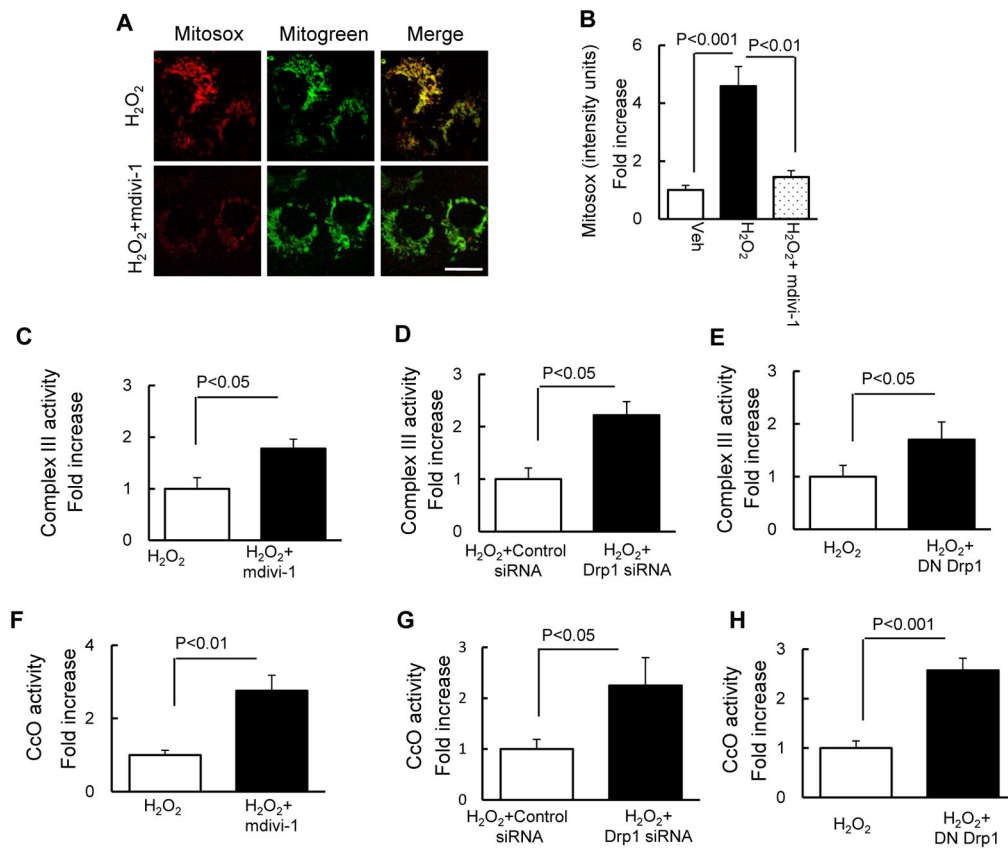 A
Mitosox Mitogreen Merge
H₂O₂
H₂O₂+mdivi-1
B
Mitosox (intensity units)
Fold increase
6
4
2
0
P<0.001 P<0.01
Veh
H₂O₂
H₂O₂+ mdivi-1
C
Complex III activity
Fold increase
3
2
1
0
P<0.05
H₂O₂
H₂O₂+
mdivi-1
D
Complex III activity
Fold increase
3
2
1
0
P<0.05
H₂O₂+Control
siRNA
H₂O₂+
Drp1 siRNA
E
Complex III activity
Fold increase
3
2
1
0
P<0.05
H₂O₂
H₂O₂+
DN Drp1
F
CcO activity
Fold increase
4
2
0
P<0.01
H₂O₂
H₂O₂+
mdivi-1
G
CcO activity
Fold increase
3
2
1
0
P<0.05
H₂O₂+Control
siRNA
H₂O₂+
Drp1 siRNA
H
CcO activity
Fold increase
3
2
1
0
P<0.001
H₂O₂
H₂O₂+
DN Drp1